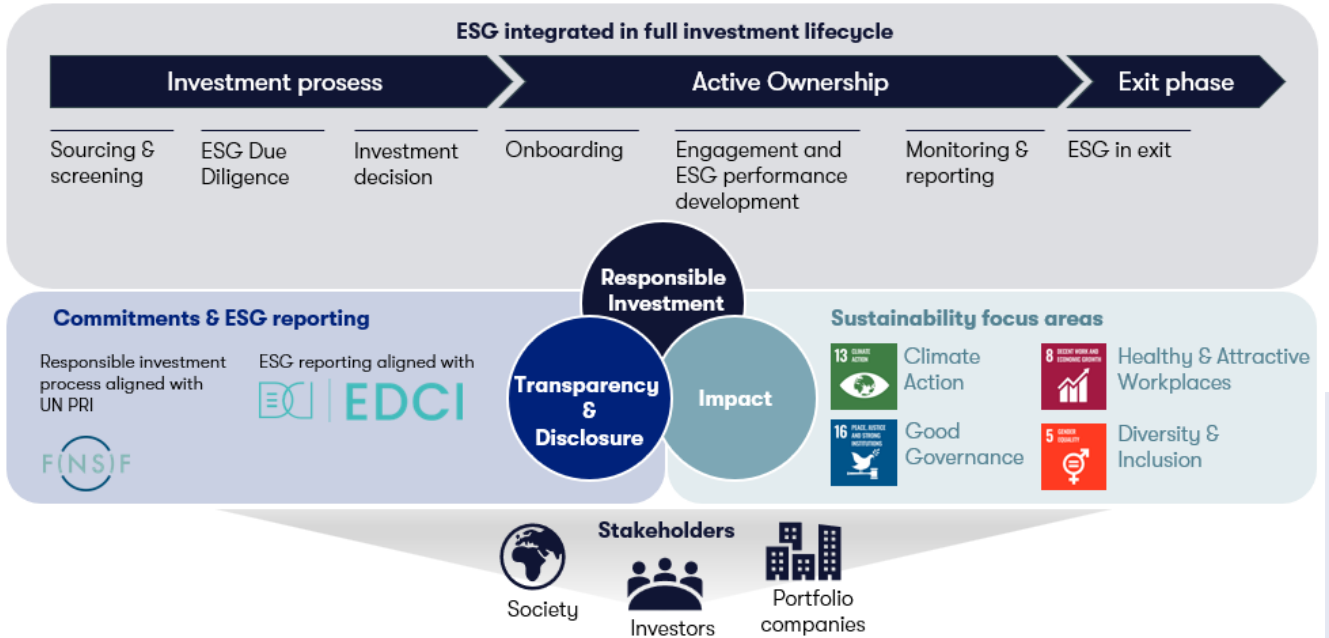 ESG integrated in full investment lifecycle
Investment prosess
Active Ownership
Exit phase
Sourcing &
screening
ESG Due
Diligence
Investment
decision
Onboarding
Engagement and
ESG performance
development
Monitoring &
reporting
ESG in exit
Responsible
Investment
Transparency
&
Disclosure
Impact
Commitments & ESG reporting
Responsible investment
process aligned with
UN PRI
F(NS)F
ESG reporting aligned with
EDCI
Sustainability focus areas
13 CLIMATE
ACTION
Climate
Action
8 DECENT WORK AND
ECONOMIC GROWTH
Healthy & Attractive
Workplaces
16 PEACE, JUSTICE
AND STRONG
INSTITUTIONS
Good
Governance
5 GENDER
EQUALITY
Diversity &
Inclusion
Stakeholders
Society
Investors
Portfolio
companies